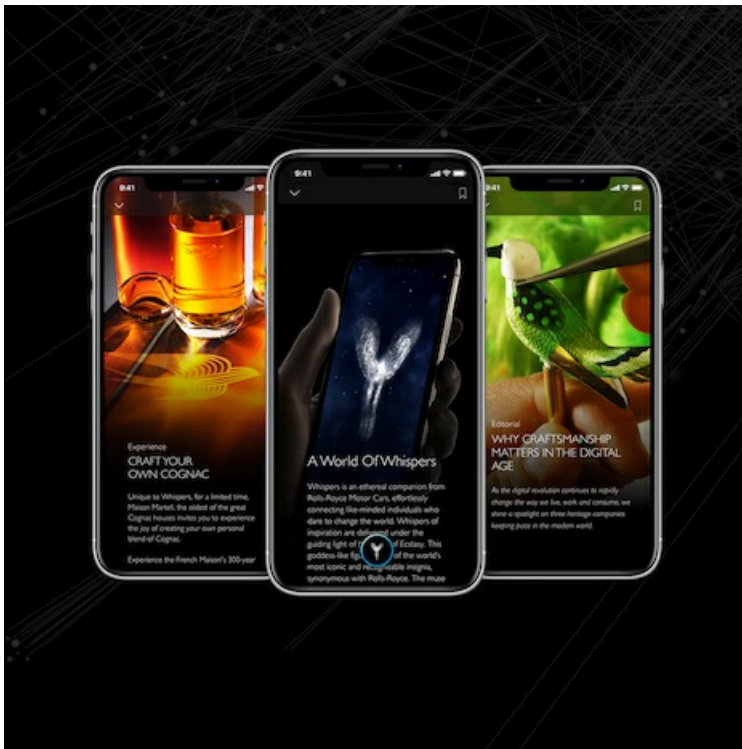 9:41
Experience
CRAFT YOUR
OWN COGNAC
Unique to Whispers, for a limited time,
Maison Martell, the oldest of the great
Cognac houses invites you to experience
the joy of creating your own personal
blend of Cognac.
Experience the French Maison's 300-year
9:41
A World Of Whispers
Whispers is an ethereal companion from
Rolls-Royce Motor Cars, effortlessly
connecting like-minded individuals who
dare to change the world. Whispers of
inspiration are delivered under the
guiding light of of Ecstasy. This
goddess-like of the world's
most iconic and recognisable insignia,
synonymous with Rolls-Royce. The muse
9:41
Editorial
WHY CRAFTSMANSHIP
MATTERS IN THE DIGITAL
AGE
As the digital revolution continues to rapidly
change the way we live, work and consume, we
shine a spotlight on three heritage companies
keeping pace in the modern world.